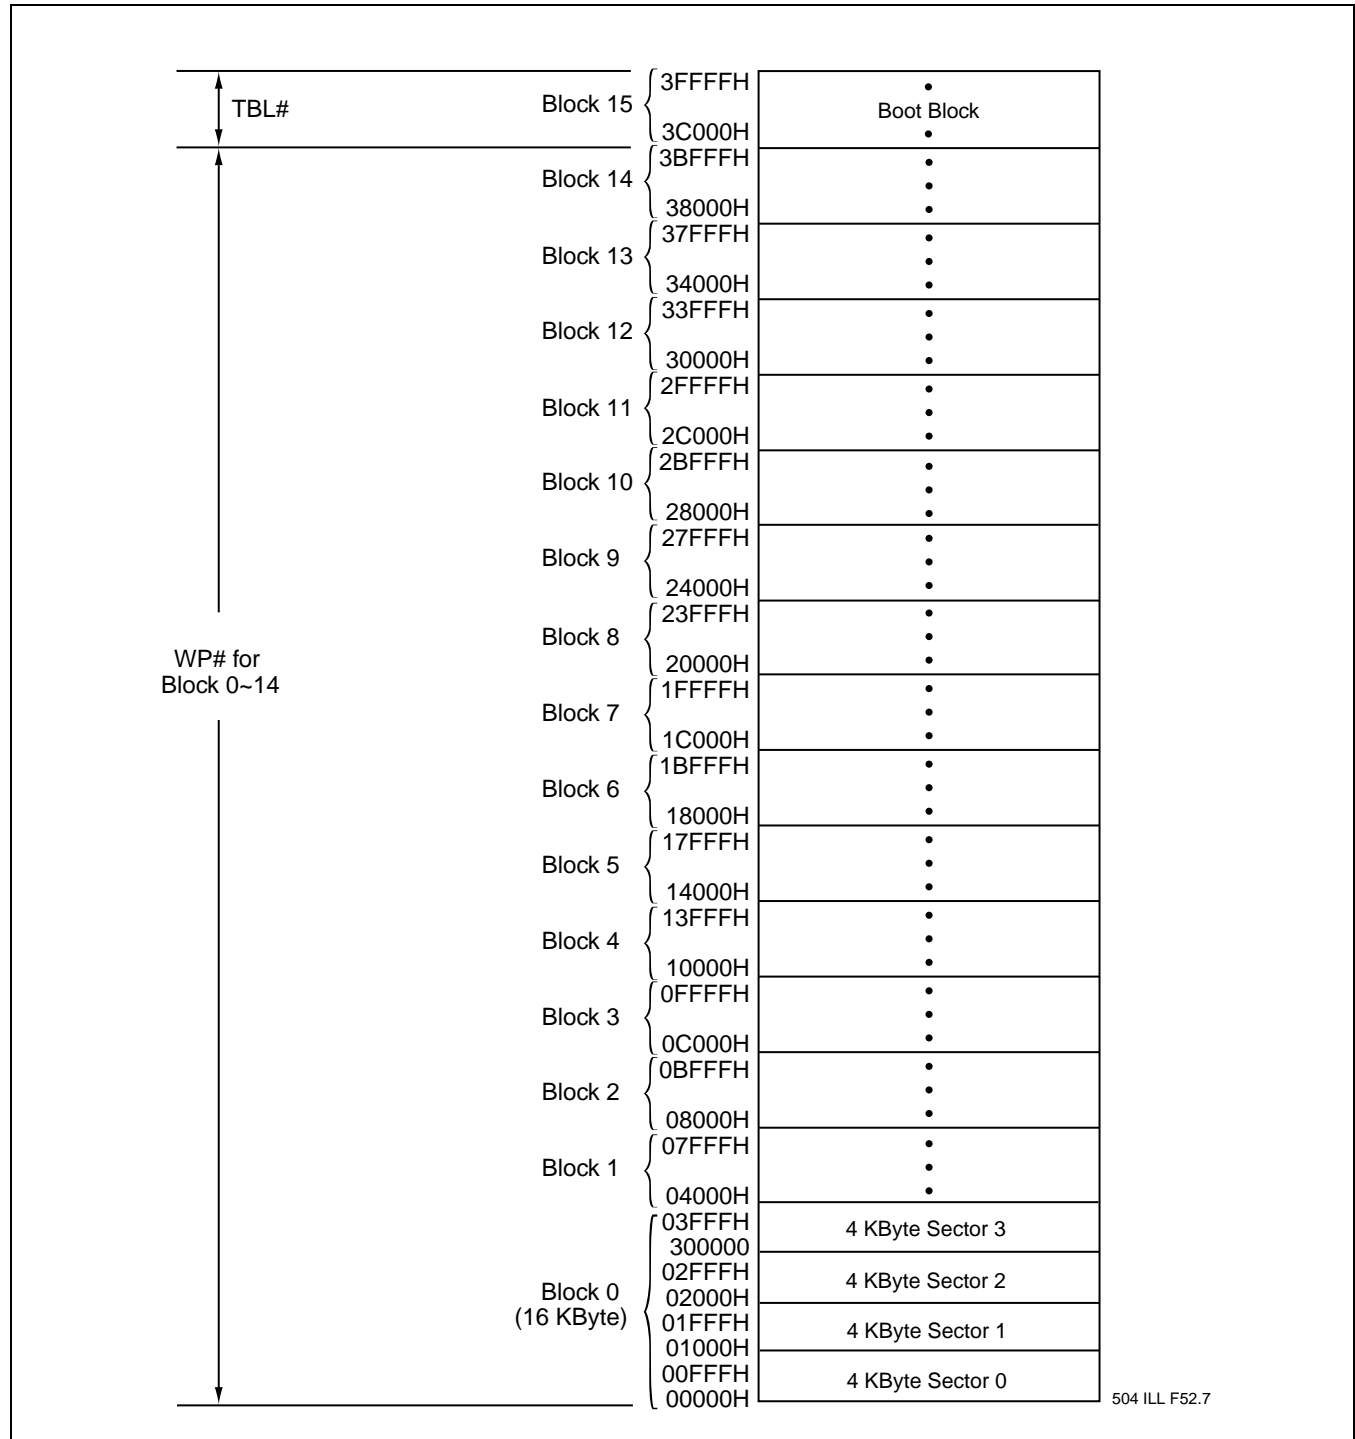 TBL#
Block 15
3FFFFH
3C000H
Boot Block
Block 14
3BFFFH
38000H
Block 13
37FFFH
34000H
Block 12
33FFFH
30000H
Block 11
2FFFFH
2C000H
Block 10
2BFFFH
28000H
Block 9
27FFFH
24000H
WP# for
Block 0~14
Block 8
23FFFH
20000H
Block 7
1FFFFH
1C000H
Block 6
1BFFFH
18000H
Block 5
17FFFH
14000H
Block 4
13FFFH
10000H
Block 3
0FFFFH
0C000H
Block 2
0BFFFH
08000H
Block 1
07FFFH
04000H
Block 0
(16 KByte)
03FFFH
300000
4 KByte Sector 3
02FFFH
02000H
4 KByte Sector 2
01FFFH
01000H
4 KByte Sector 1
00FFFH
00000H
4 KByte Sector 0
504 ILL F52.7